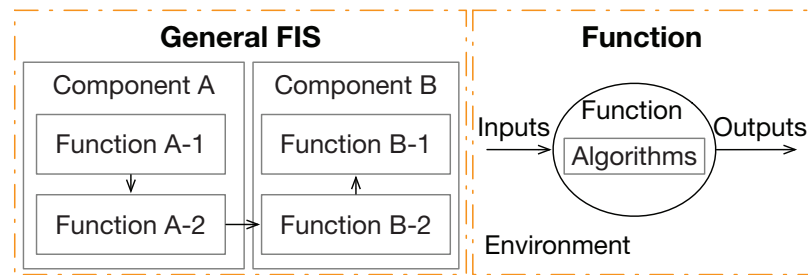 General FIS
Component A
Function A-1
Function A-2
Component B
Function B-1
Function B-2
Function
Inputs
Function
Algorithms
Outputs
Environment